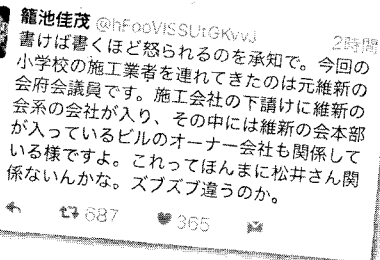 籠池佳茂 @hFooVISSUtGKvvJ 2時間
書けば書くほど怒られるのを承知で。今回の
小学校の施工業者を連れてきたのは元維新の
会府会議員です。施工会社の下請けに維新の
会系の会社が入り、その中には維新の会本部
が入っているビルのオーナー会社も関係して
いる様ですよ。これってほんまに松井さん関
係ないんかな。ズブズブ違うのか。
687 365